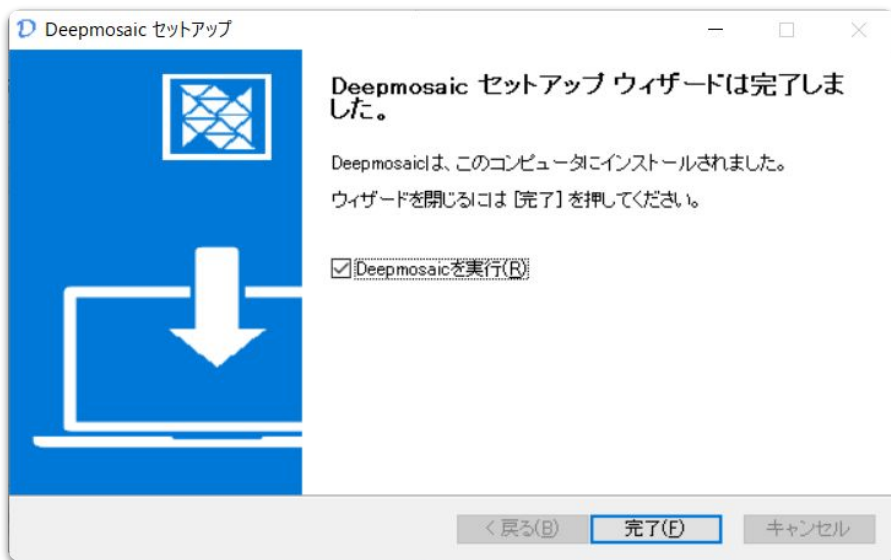 Deepmosaic セットアップ
Deepmosaic セットアップ ウィザードは完了しま
した。
Deepmosaicは、このコンピュータにインストールされました。
ウィザードを閉じるには [完了] を押してください。
Deepmosaicを実行(R)
< 戻る(B)
完了(F)
キャンセル